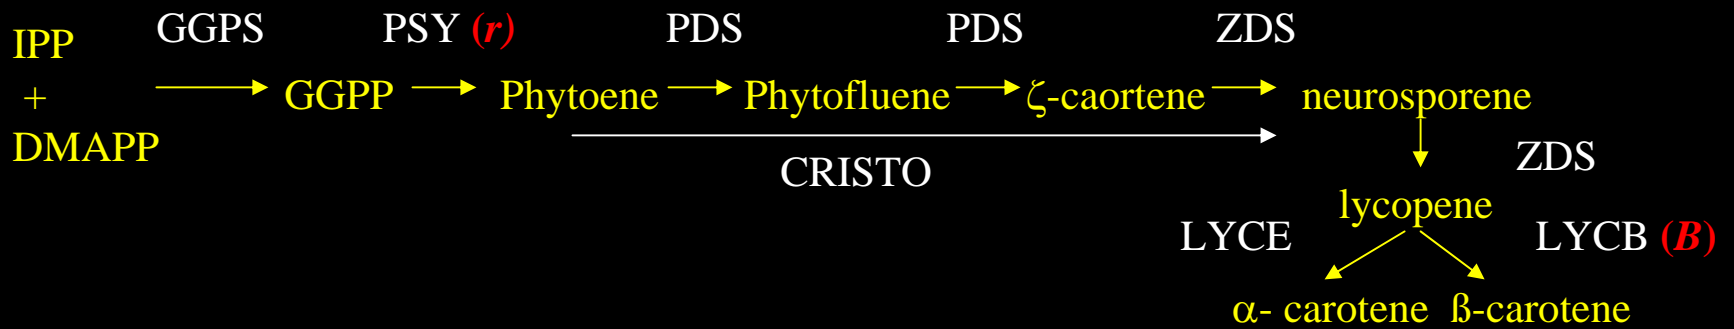 GGPS PSY (r) PDS PDS ZDS
IPP
+
DMAPP
GGPP Phytoene Phytofluene ζ-caortene neurosporene
CRISTO
ZDS
lycopene
LYCE LYCB (B)
α- carotene ß-carotene